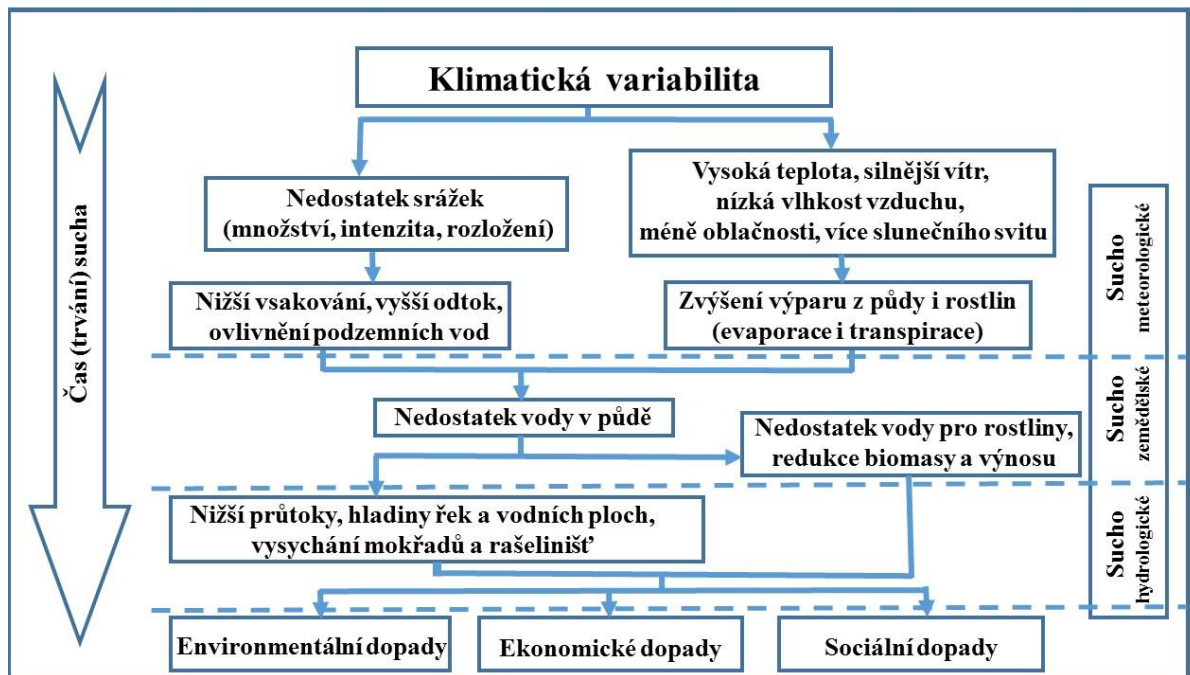 Klimatická variabilita
Nedostatek srážek
(množství, intenzita, rozložení)
Vysoká teplota, silnější vítr,
nízká vlhkost vzduchu,
méně oblačnosti, více slunečního svitu
Nižší vsakování, vyšší odtok,
ovlivnění podzemních vod
Zvýšení výparu z půdy i rostlin
(evaporace i transpirace)
Nedostatek vody v půdě
Nedostatek vody pro rostliny,
redukce biomasy a výnosu
Nižší průtoky, hladiny řek a vodních ploch,
vysychání mokřadů a rašelinišť
Environmentální dopady
Ekonomické dopady
Sociální dopady
Čas (trvání) sucha
Sucho
meteorologické
Sucho
zemědělské
Sucho
hydrologické